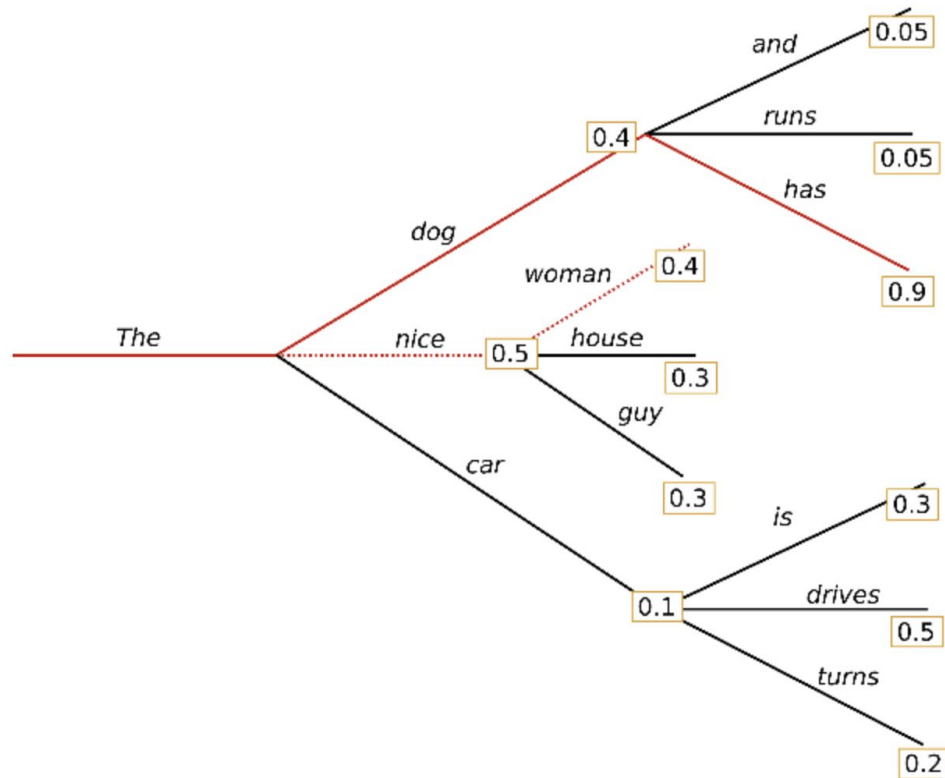 and
0.05
runs
0.4
0.05
has
dog
woman
0.4
0.9
The
nice
0.5
house
0.3
guy
car
0.3
is
0.3
drives
0.1
0.5
turns
0.2